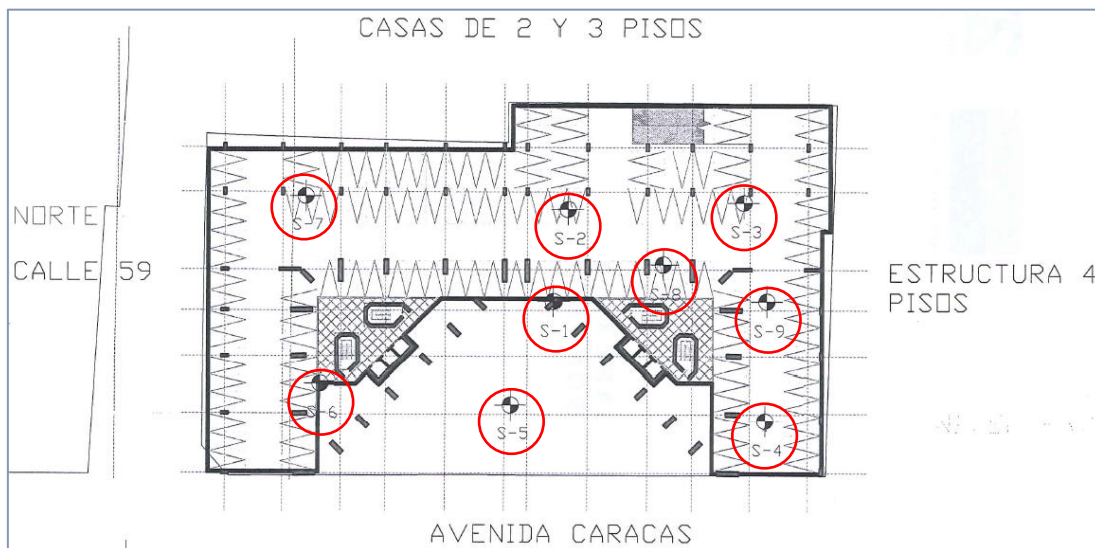 CASAS DE 2 Y 3 PISOS
NORTE
S-7
S-2
S-3
CALLE 59
ESTRUCTURA 4
PISOS
S-8
S-1
S-9
S-6
S-5
S-4
AVENIDA CARACAS